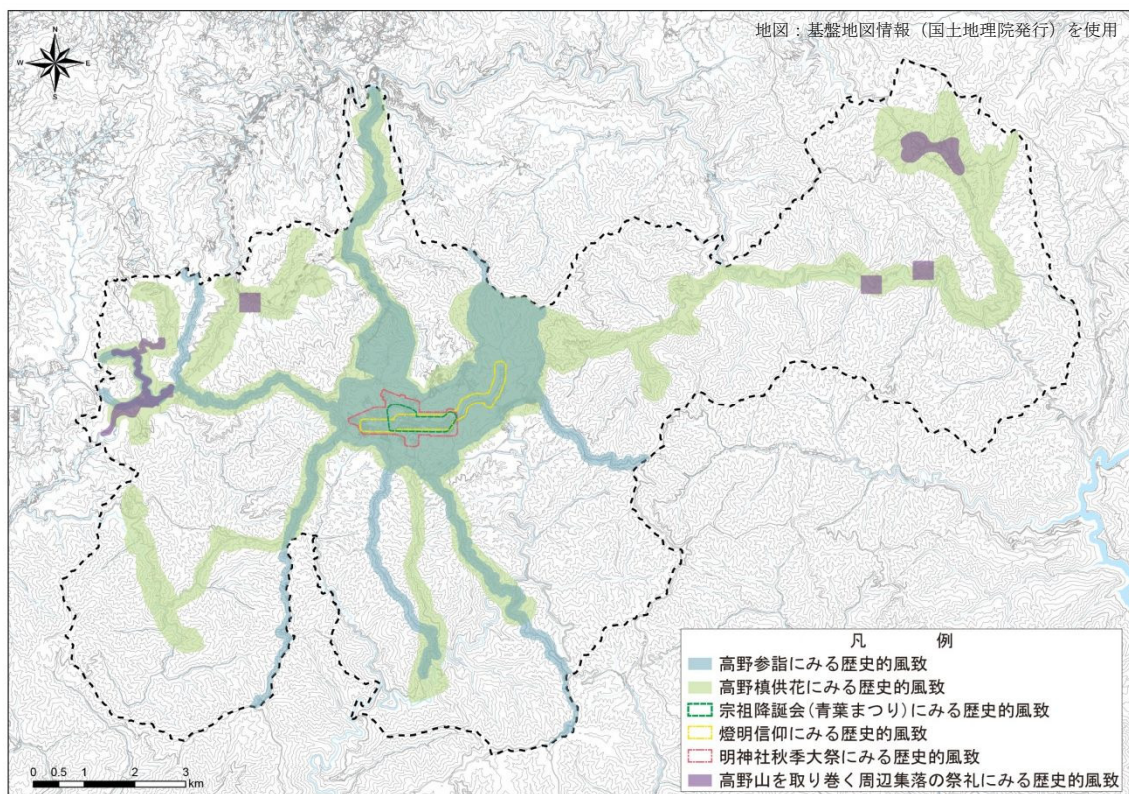 地図：基盤地図情報（国土地理院発行）を使用
N
W E
S
凡 例
高野参詣にみる歴史的風致
高野槙供花にみる歴史的風致
宗祖降誕会(青葉まつり)にみる歴史的風致
燈明信仰にみる歴史的風致
明神社秋季大祭にみる歴史的風致
高野山を取り巻く周辺集落の祭礼にみる歴史的風致
0 0.5 1 2 3
km